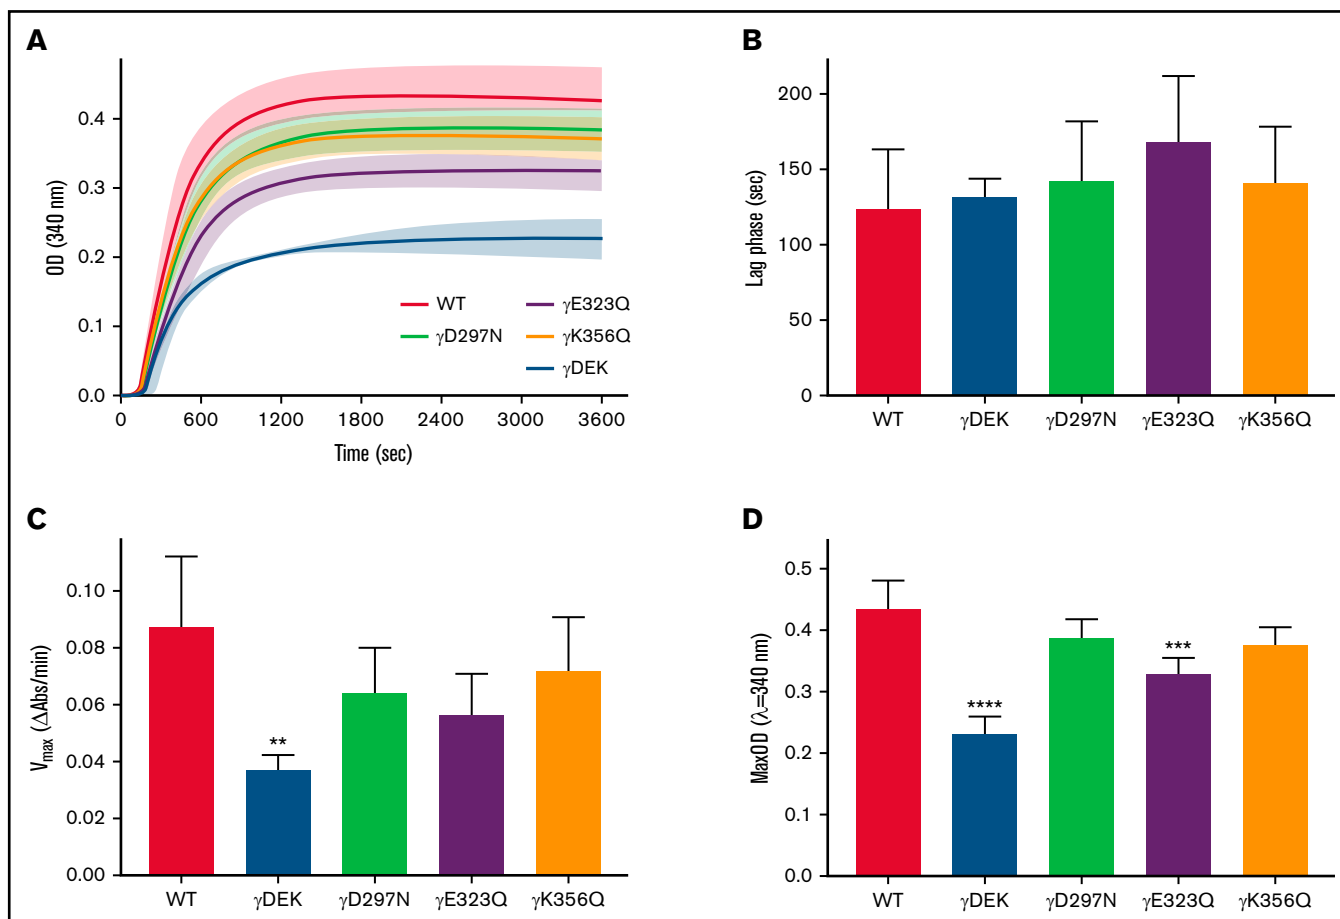 A
OD (340 nm)
0.4
0.3
0.2
0.1
0.0
0 600 1200 1800 2400 3000 3600
Time (sec)
WT
γD297N
γE323Q
γK356Q
γDEK
B
Lag phase (sec)
200
150
100
50
0
WT γDEK γD297N γE323Q γK356Q
C
Vmax (ΔAbs/min)
0.10
0.08
0.06
0.04
0.02
0.00
**
WT γDEK γD297N γE323Q γK356Q
D
MaxOD (λ=340 nm)
0.5
0.4
0.3
0.2
0.1
0.0
****
***
WT γDEK γD297N γE323Q γK356Q